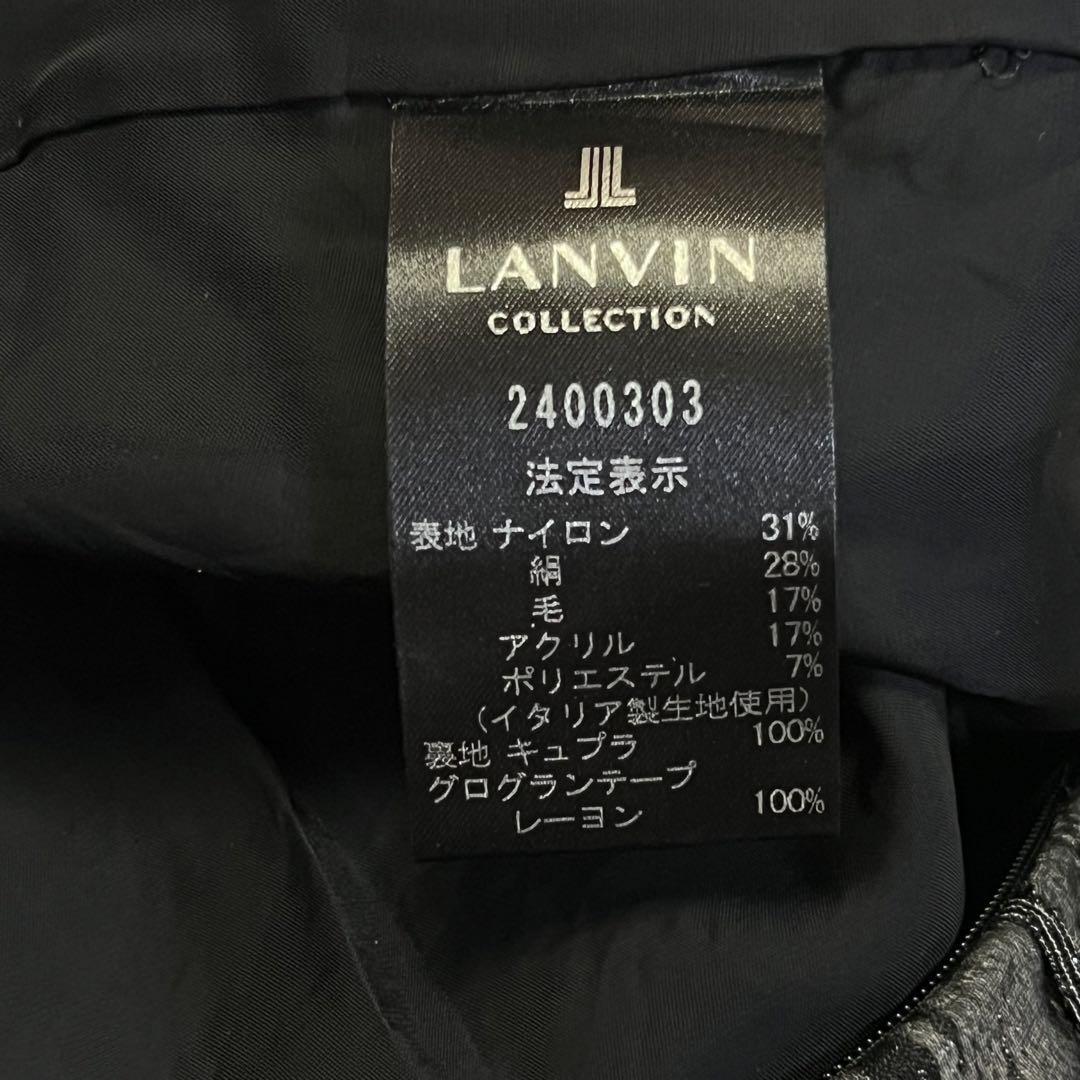 LANVIN
COLLECTION
2400303
法定表示
表地 ナイロン 31%
絹 28%
毛 17%
アクリル 17%
ポリエステル 7%
(イタリア製生地使用)
裏地 キュプラ 100%
グログランテープ
レーヨン 100%